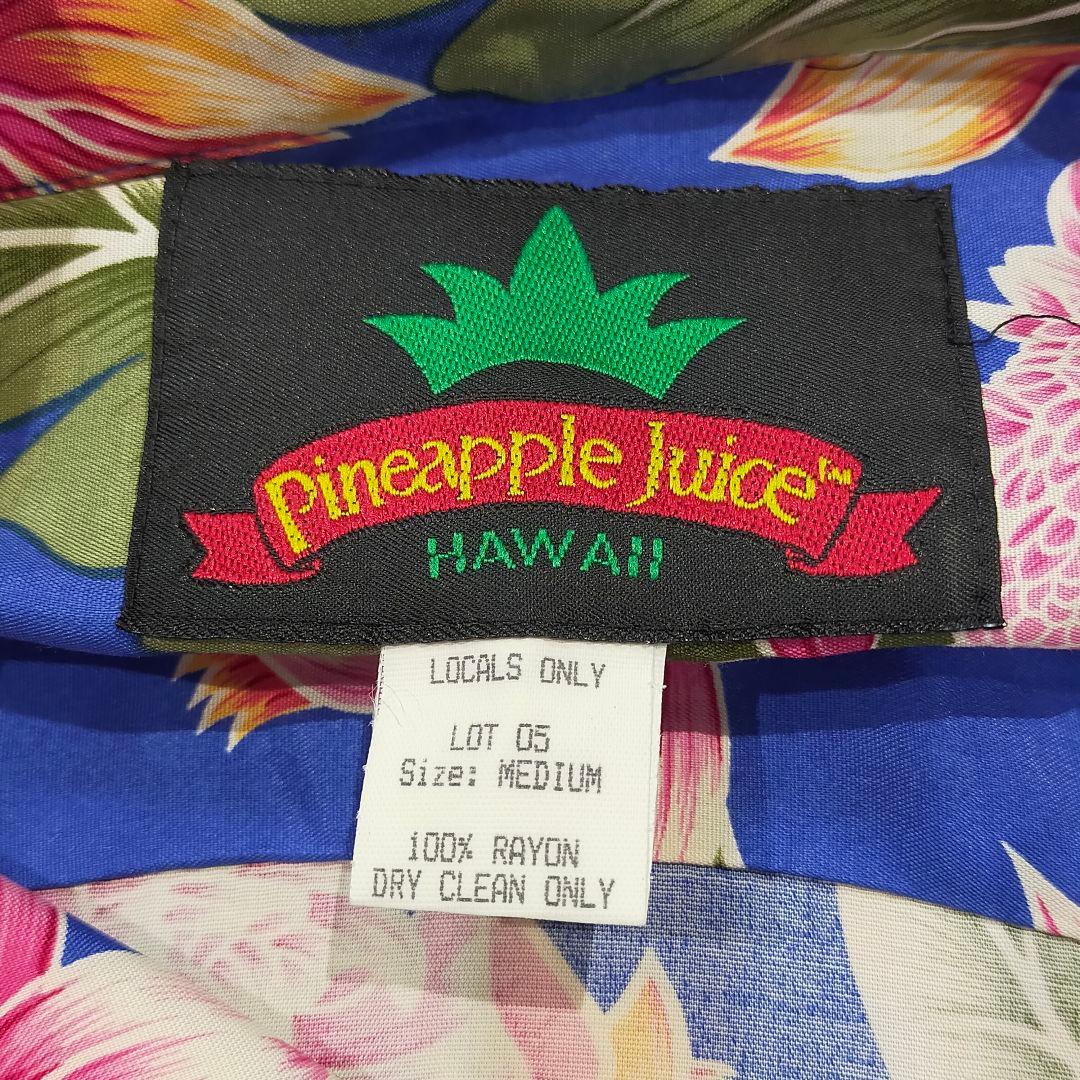 Pineapple Juice™
HAWAII
LOCALS ONLY
LOT 05
Size: MEDIUM
100% RAYON
DRY CLEAN ONLY